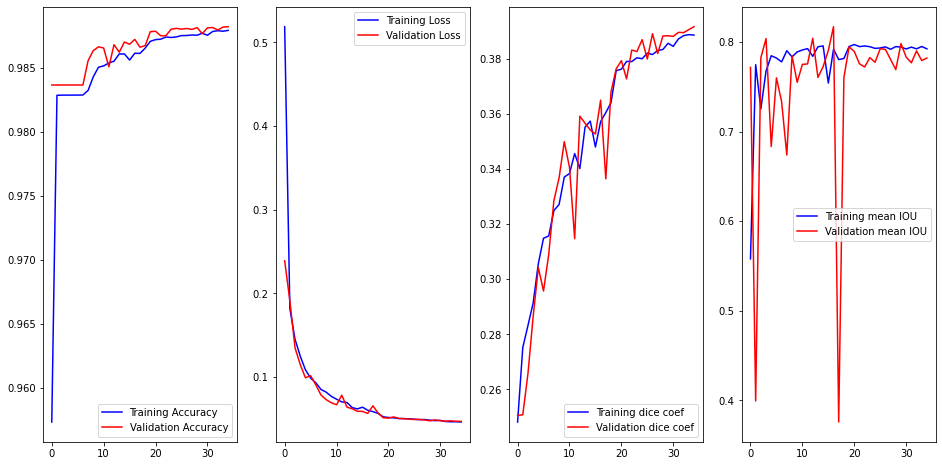 0.985
0.980
0.975
0.970
0.965
0.960
0 10 20 30
Training Accuracy
Validation Accuracy
0.5
0.4
0.3
0.2
0.1
0 10 20 30
Training Loss
Validation Loss
0.38
0.36
0.34
0.32
0.30
0.28
0.26
0 10 20 30
Training dice coef
Validation dice coef
0.8
0.7
0.6
0.5
0.4
0 10 20 30
Training mean IOU
Validation mean IOU